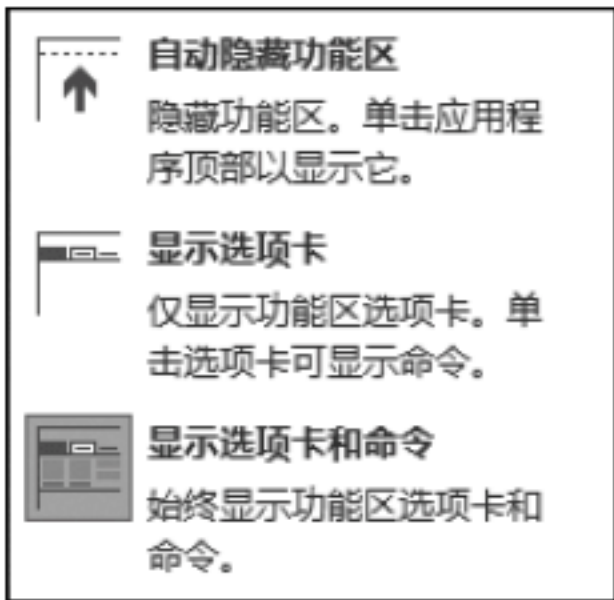 自动隐藏功能区
隐藏功能区。单击应用程
序顶部以显示它。
显示选项卡
仅显示功能区选项卡。单
击选项卡可显示命令。
显示选项卡和命令
始终显示功能区选项卡和
命令。